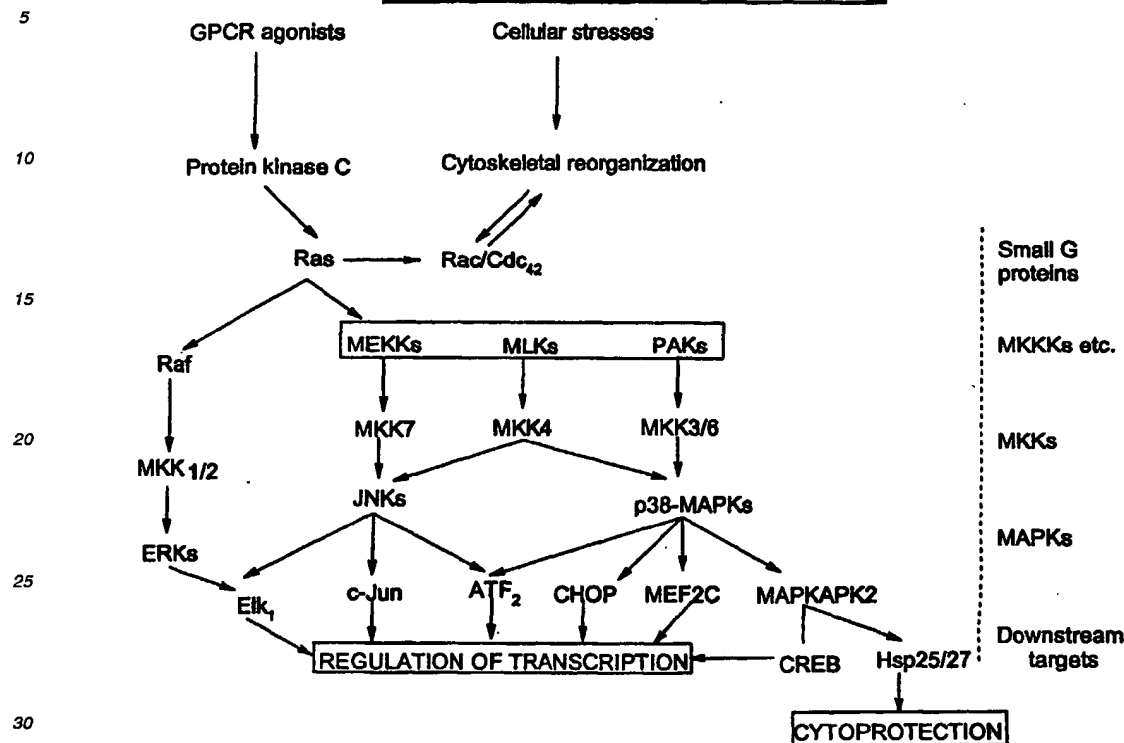 5
GPCR agonists Cellular stresses
10
Protein kinase C Cytoskeletal reorganization
Ras Rac/Cdc42 Small G
proteins
15
MEKKs MLKs PAKs MKKKs etc.
Raf
MKK7 MKK4 MKK3/6
20
MKKs
MKK 1/2
JNKs p38-MAPKs
MAPKs
ERKs
25
Elk1 c-Jun ATF2 CHOP MEF2C MAPKAPK2
Downstream
targets
REGULATION OF TRANSCRIPTION CREB Hsp25/27
30
CYTOPROTECTION